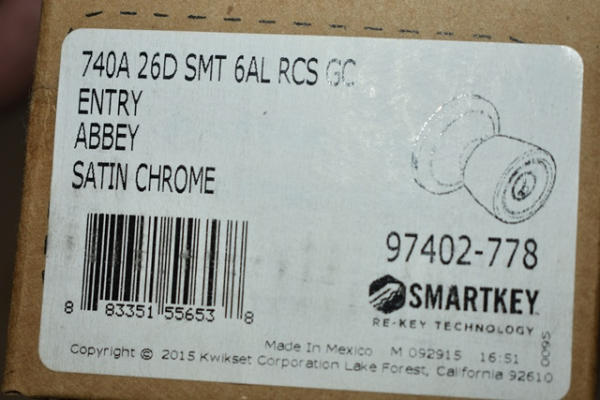 740A 26D SMT 6AL RCS GC
ENTRY
ABBEY
SATIN CHROME
97402-778
SMARTKEY
RE-KEY TECHNOLOGY
8 83351 55653 8
0095
Made In Mexico M 092915 16:51
Copyright © 2015 Kwikset Corporation Lake Forest, California 92610